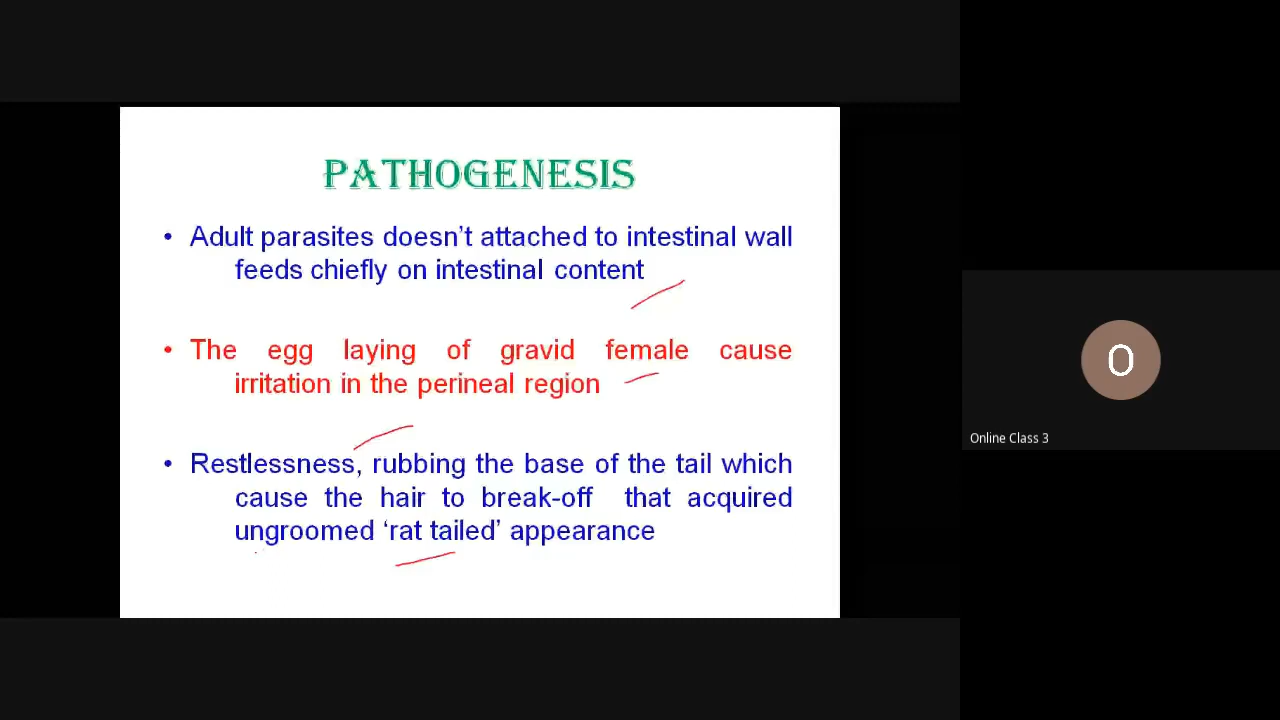 PATHOGENESIS
• Adult parasites doesn't attached to intestinal wall
feeds chiefly on intestinal content
• The egg laying of gravid female cause
irritation in the perineal region
• Restlessness, rubbing the base of the tail which
cause the hair to break-off that acquired
ungroomed ‘rat tailed’ appearance
O
Online Class 3